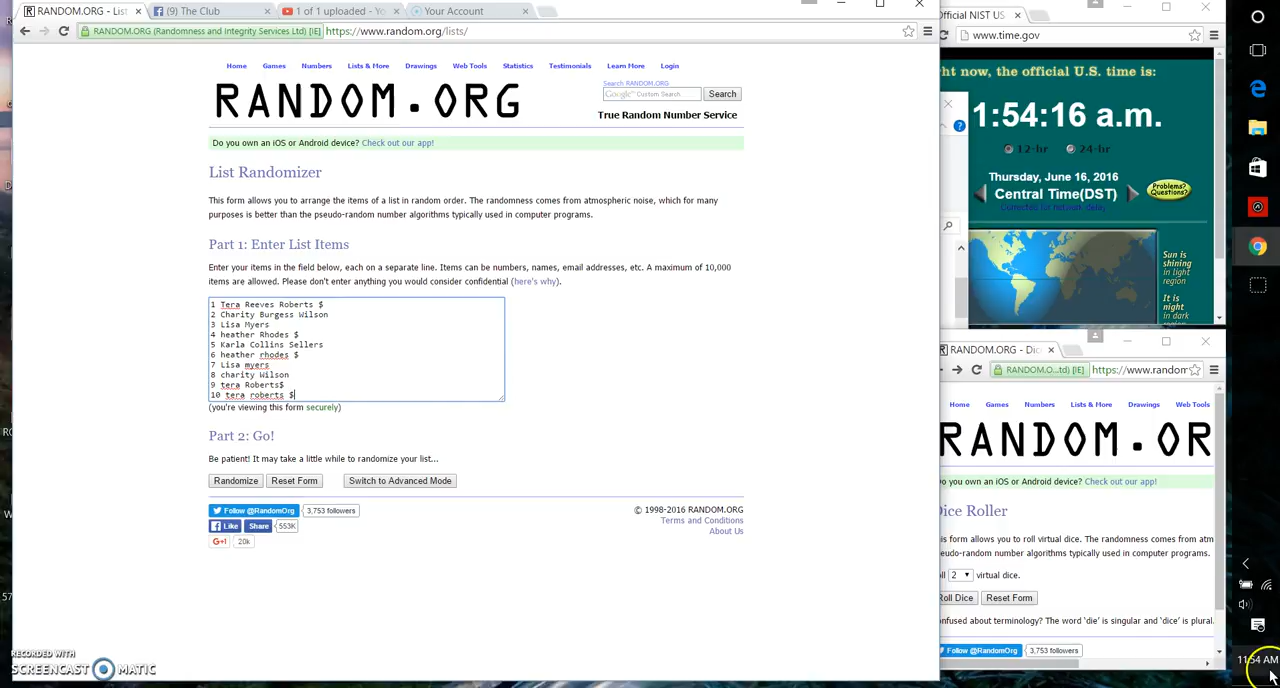 RANDOM.ORG - List
(9) The Club
1 of 1 uploaded - Yo
Your Account
RANDOM.ORG (Randomness and Integrity Services Ltd) [IE]
https://www.random.org/lists/
Home Games Numbers Lists & More Drawings Web Tools Statistics Testimonials Learn More Login
RANDOM.ORG
Search RANDOM.ORG
Google™ Custom Search
Search
True Random Number Service
Do you own an iOS or Android device? Check out our app!
List Randomizer
This form allows you to arrange the items of a list in random order. The randomness comes from atmospheric noise, which for many
purposes is better than the pseudo-random number algorithms typically used in computer programs.
Part 1: Enter List Items
Enter your items in the field below, each on a separate line. Items can be numbers, names, email addresses, etc. A maximum of 10,000
items are allowed. Please don't enter anything you would consider confidential (here's why).
1 Tera Reeves Roberts $
2 Charity Burgess Wilson
3 Lisa Myers
4 heather Rhodes $
5 Karla Collins Sellers
6 heather rhodes $
7 Lisa myers
8 charity Wilson
9 tera Roberts$
10 tera roberts $
(you're viewing this form securely)
Part 2: Go!
Be patient! It may take a little while to randomize your list...
Randomize Reset Form Switch to Advanced Mode
Follow @RandomOrg 3,753 followers
Like Share 553K
G+1 20k
© 1998-2016 RANDOM.ORG
Terms and Conditions
About Us
RECORDED WITH
SCREENCAST MATIC
Official NIST US
www.time.gov
ht now, the official U.S. time is:
1:54:16 a.m.
12-hr 24-hr
Thursday, June 16, 2016
Central Time(DST)
Problems?
Questions?
Sun is
shining
in light
region
It is
night
in dark
region
RANDOM.ORG - Dic
RANDOM.O...td) [IE] https://www.random
Home Games Numbers Lists & More Drawings Web Tools
RANDOM.OR
o you own an iOS or Android device? Check out our app!
Dice Roller
is form allows you to roll virtual dice. The randomness comes from atm
eudo-random number algorithms typically used in computer programs.
ll 2 virtual dice.
Roll Dice Reset Form
onfused about terminology? The word 'die' is singular and 'dice' is plural.
Follow @RandomOrg 3,753 followers
11:54 AM